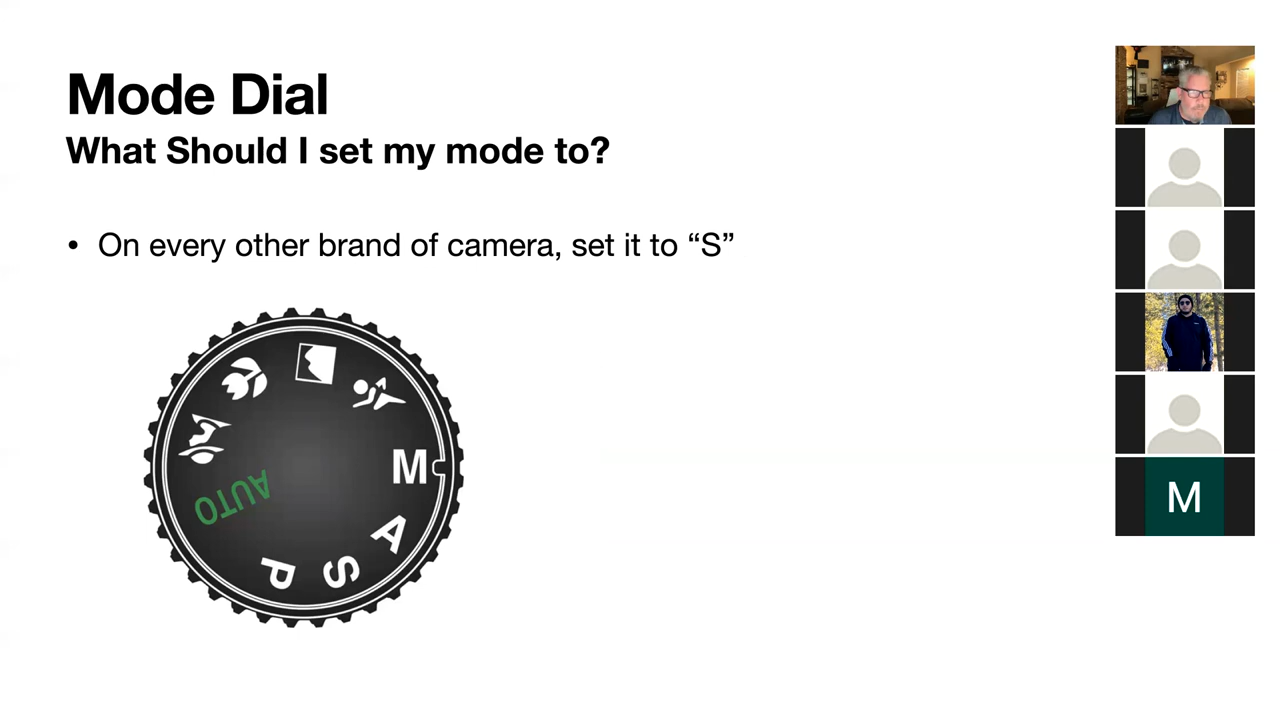 Mode Dial
What Should I set my mode to?
• On every other brand of camera, set it to “S”
M
A
S
P
AUTO
M